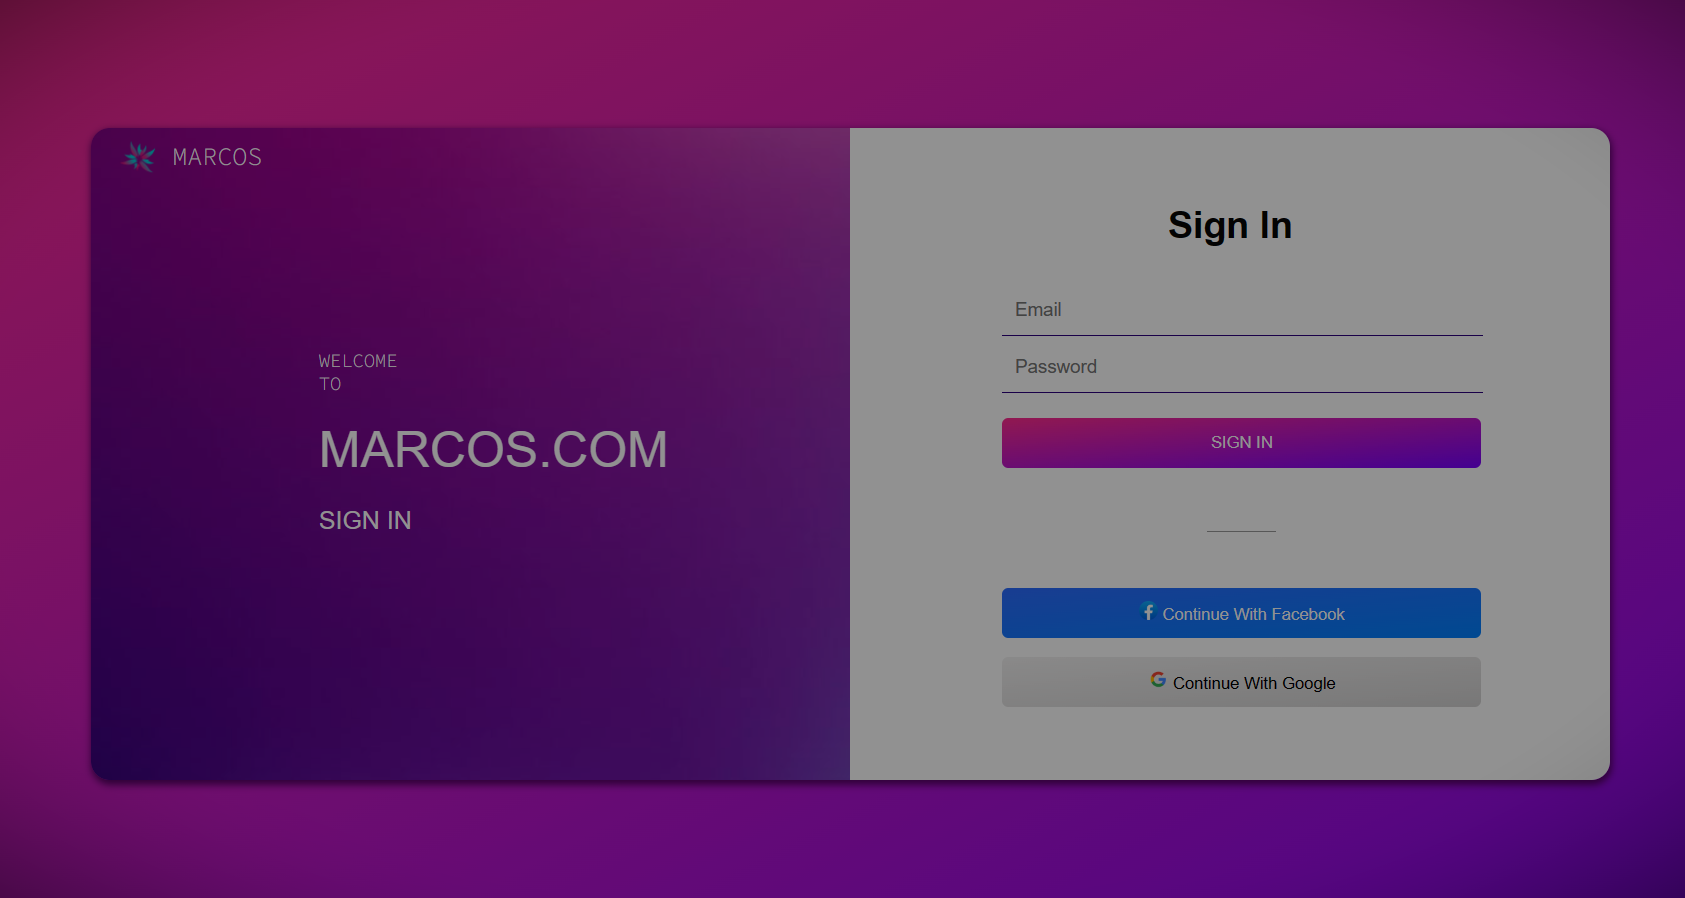 MARCOS
WELCOME
TO
MARCOS.COM
SIGN IN
Sign In
Email
Password
SIGN IN
Continue With Facebook
Continue With Google